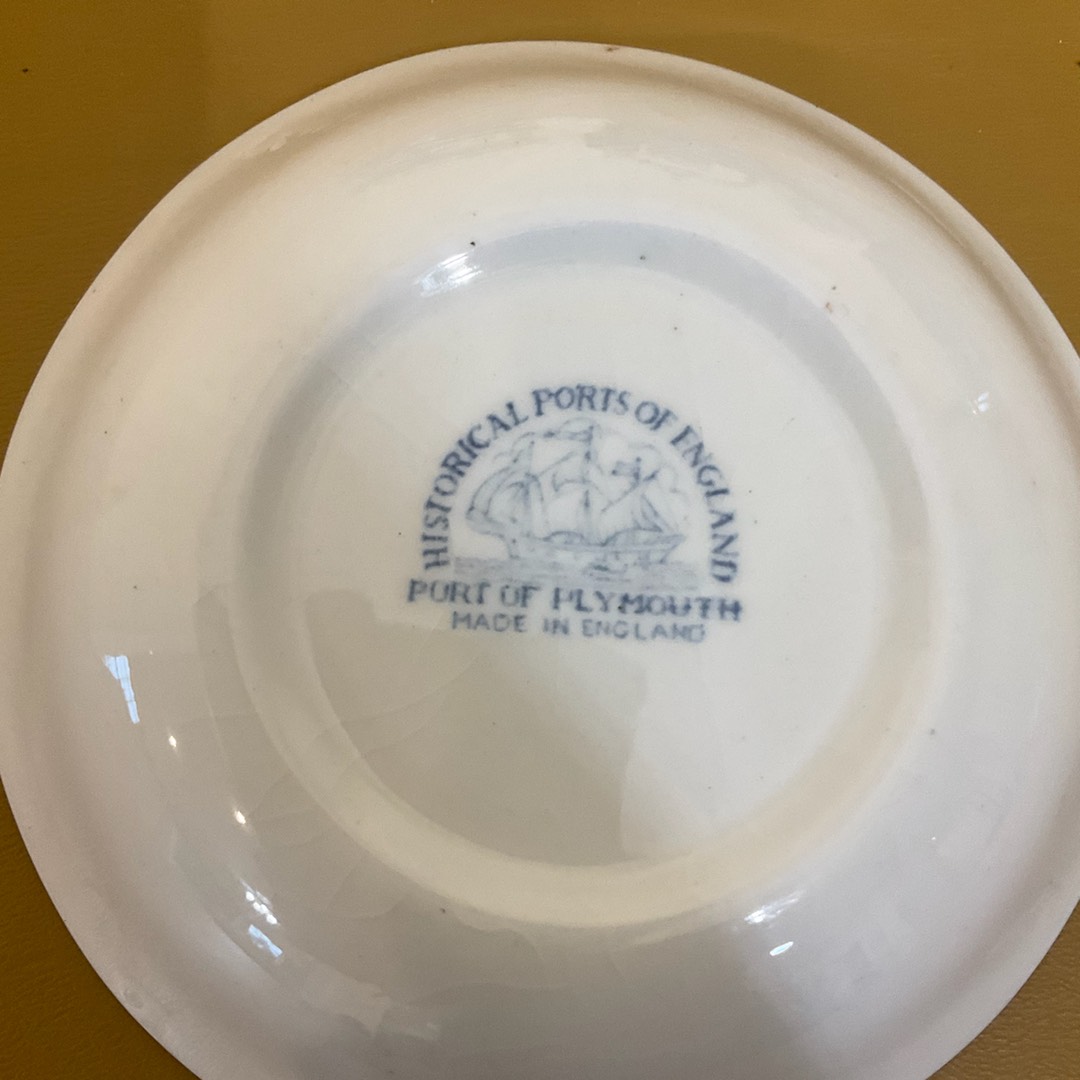 HISTORICAL PORTS OF ENGLAND
PORT OF PLYMOUTH
MADE IN ENGLAND